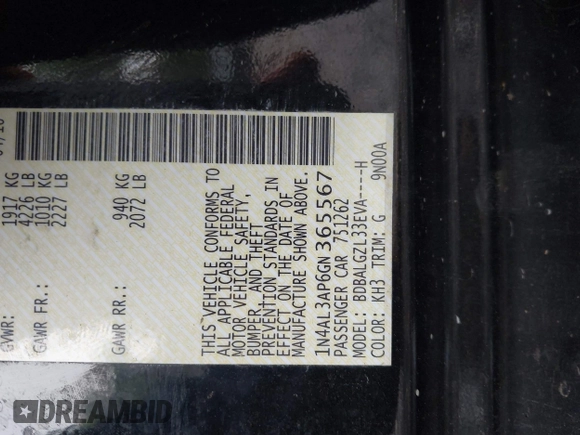 GVWR: 1917 KG
4226 LB
GAWR FR.: 1010 KG
2227 LB
GAWR RR.: 940 KG
2072 LB
THIS VEHICLE CONFORMS TO
ALL APPLICABLE FEDERAL
MOTOR VEHICLE SAFETY,
BUMPER, AND THEFT
PREVENTION STANDARDS IN
EFFECT ON THE DATE OF
MANUFACTURE SHOWN ABOVE.
1N4AL3AP6GN365567
PASSENGER CAR 751262
MODEL: BDBALGZL33EVA----H
COLOR: KH3 TRIM: G 9N00A
DREAMBID